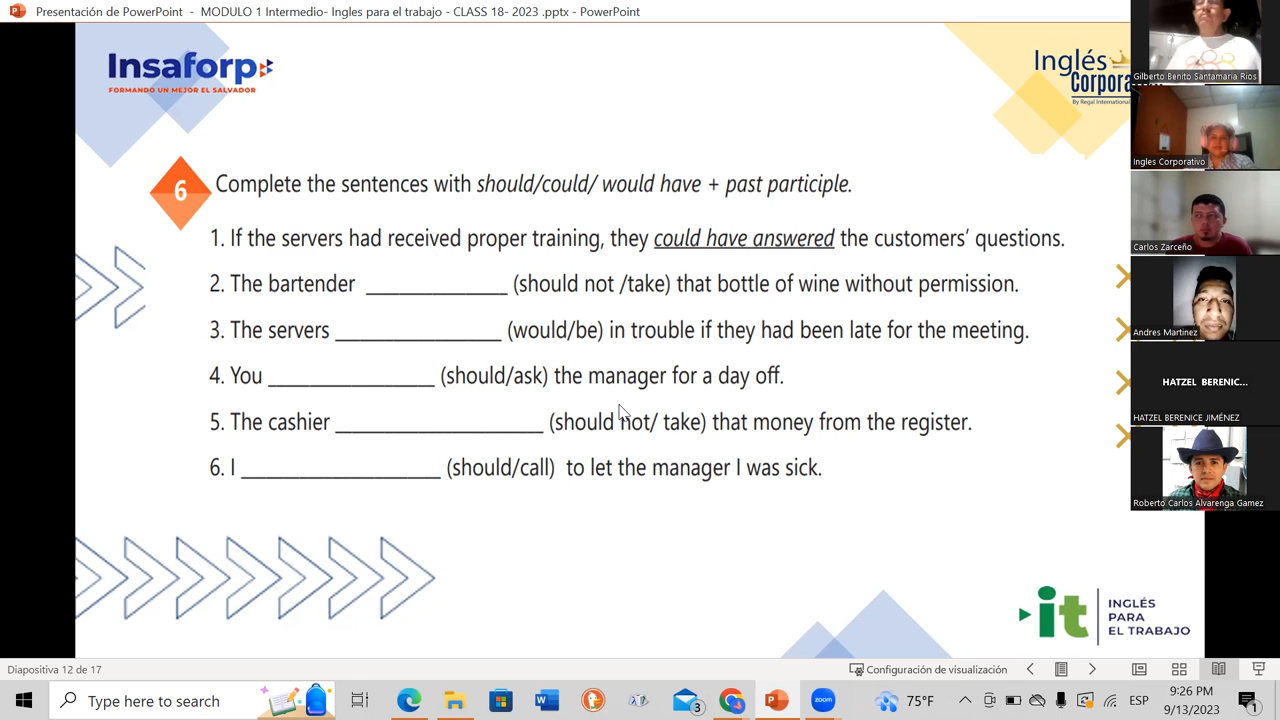 Presentación de PowerPoint - MODULO 1 Intermedio- Ingles para el trabajo - CLASS 18- 2023 .pptx - PowerPoint
Insaforp
FORMANDO UN MEJOR EL SALVADOR
Inglés
Corpora
By Regal International
6 Complete the sentences with should/could/ would have + past participle.
1. If the servers had received proper training, they could have answered the customers' questions.
2. The bartender ______________ (should not /take) that bottle of wine without permission.
3. The servers ________________ (would/be) in trouble if they had been late for the meeting.
4. You ________________ (should/ask) the manager for a day off.
5. The cashier ____________________ (should not/ take) that money from the register.
6. I ___________________ (should/call) to let the manager I was sick.
it INGLÉS
PARA
EL TRABAJO
Gilberto Benito Santamaria Rios
Ingles Corporativo
Carlos Zarceño
Andres Martinez
HATZEL BERENIC...
HATZEL BERENICE JIMÉNEZ
Roberto Carlos Alvarenga Gamez
Diapositiva 12 de 17
Configuración de visualización
Type here to search
3
75°F
ESP
9:26 PM
9/13/2023
1